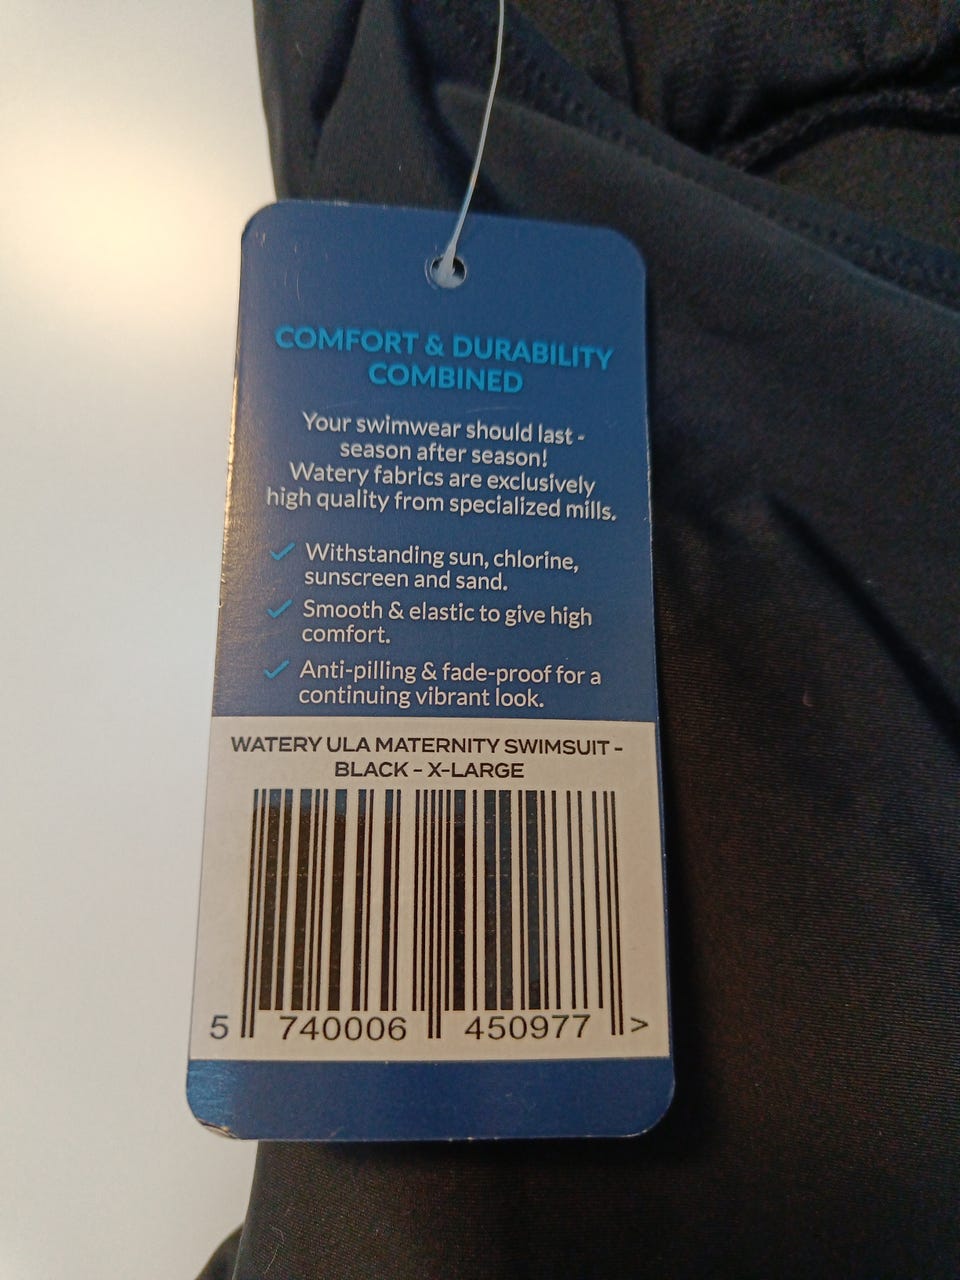 COMFORT & DURABILITY
COMBINED
Your swimwear should last -
season after season!
Watery fabrics are exclusively
high quality from specialized mills.
Withstanding sun, chlorine,
sunscreen and sand.
Smooth & elastic to give high
comfort.
Anti-pilling & fade-proof for a
continuing vibrant look.
WATERY ULA MATERNITY SWIMSUIT -
BLACK - X-LARGE
5 740006 450977 >